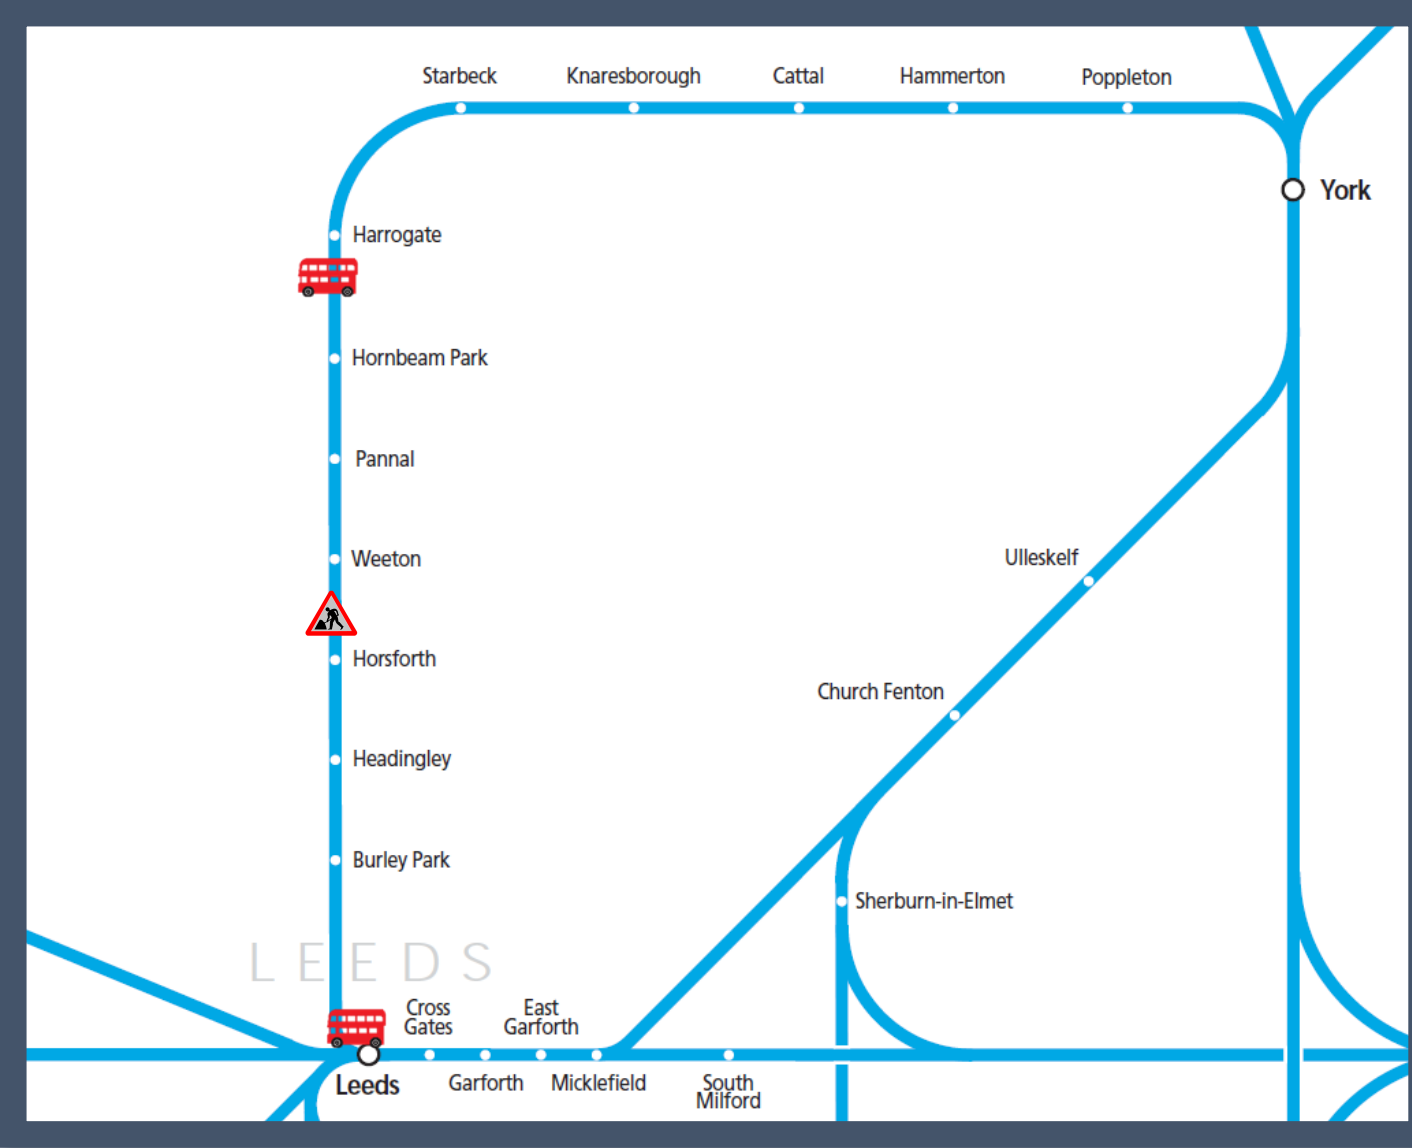 Starbeck
Knaresborough
Cattal
Hammerton
Poppleton
York
Harrogate
Hornbeam Park
Pannal
Weeton
Ulleskelf
Horsforth
Church Fenton
Headingley
Burley Park
Sherburn-in-Elmet
LEEDS
Cross
Gates
East
Garforth
Leeds
Garforth
Micklefield
South
Milford